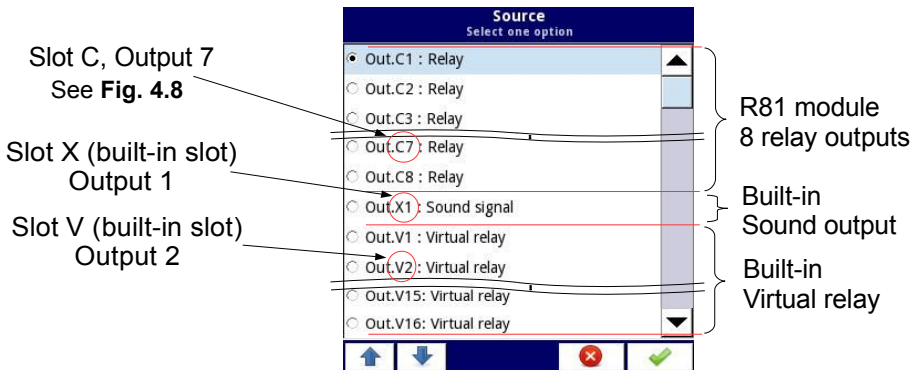 Source
Select one option
Slot C, Output 7
See Fig. 4.8
Slot X (built-in slot)
Output 1
Slot V (built-in slot)
Output 2
Out.C1 : Relay
Out.C2 : Relay
Out.C3 : Relay
Out.C7 : Relay
Out.C8 : Relay
Out.X1 : Sound signal
Out.V1 : Virtual relay
Out.V2 : Virtual relay
Out.V15: Virtual relay
Out.V16: Virtual relay
R81 module
8 relay outputs
Built-in
Sound output
Built-in
Virtual relay